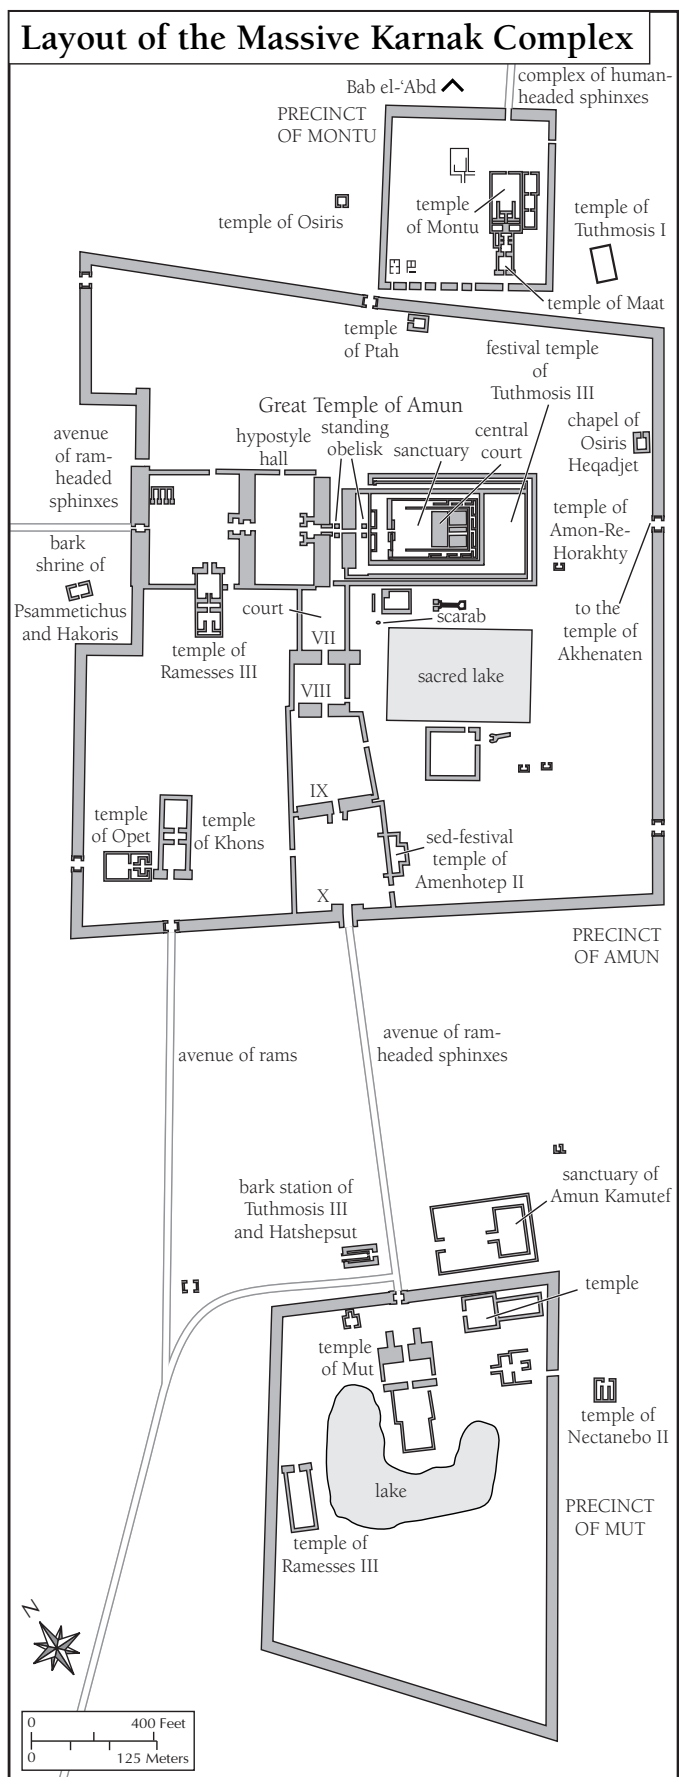 Layout of the Massive Karnak Complex
complex of human-
headed sphinxes
Bab el-‘Abd
PRECINCT
OF MONTU
temple
of Montu
temple of
Tuthmosis I
temple of Osiris
temple of Maat
temple
of Ptah
festival temple
of
Tuthmosis III
Great Temple of Amun
hypostyle
hall
standing
obelisk
sanctuary
central
court
chapel of
Osiris
Heqadjet
avenue
of ram-
headed
sphinxes
temple of
Amon-Re-
Horakhty
bark
shrine of
Psammetichus
and Hakoris
to the
temple of
Akhenaten
court
scarab
temple of
Ramesses III
VII
sacred lake
VIII
IX
temple
of Opet
temple
of Khons
sed-festival
temple of
Amenhotep II
X
PRECINCT
OF AMUN
avenue of rams
avenue of ram-
headed sphinxes
sanctuary of
Amun Kamutef
bark station of
Tuthmosis III
and Hatshepsut
temple
temple
of Mut
temple of
Nectanebo II
lake
PRECINCT
OF MUT
temple of
Ramesses III
N
0
400 Feet
0
125 Meters